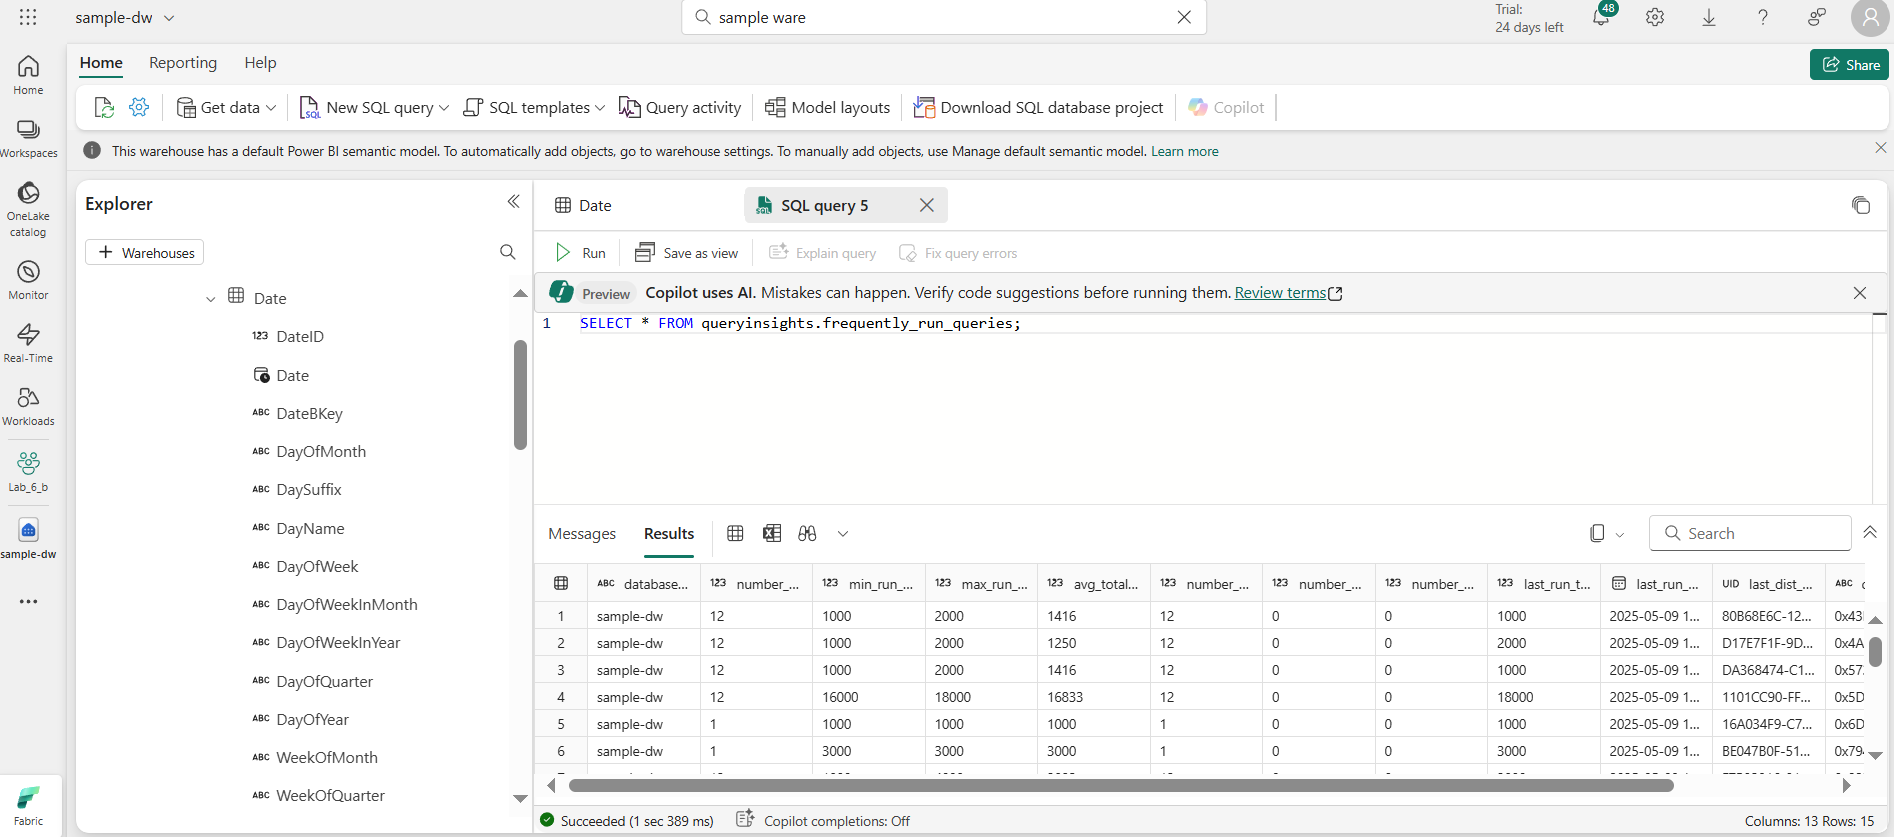 sample-dw
sample ware
Trial:
24 days left
48
Home
Workspaces
OneLake
catalog
Monitor
Real-Time
Workloads
Lab_6_b
sample-dw
Fabric
Home Reporting Help
Share
Get data New SQL query SQL templates Query activity Model layouts Download SQL database project Copilot
This warehouse has a default Power BI semantic model. To automatically add objects, go to warehouse settings. To manually add objects, use Manage default semantic model. Learn more
Explorer
+ Warehouses
Date
123 DateID
Date
ABC DateBKey
ABC DayOfMonth
ABC DaySuffix
ABC DayName
ABC DayOfWeek
ABC DayOfWeekInMonth
ABC DayOfWeekInYear
ABC DayOfQuarter
ABC DayOfYear
ABC WeekOfMonth
ABC WeekOfQuarter
Date SQL query 5
Run Save as view Explain query Fix query errors
Preview Copilot uses AI. Mistakes can happen. Verify code suggestions before running them. Review terms
1 SELECT * FROM queryinsights.frequently_run_queries;
Messages Results
Search
ABC database... 123 number_... 123 min_run_... 123 max_run_... 123 avg_total... 123 number_... 123 number_... 123 number_... 123 last_run_t... last_run_... UID last_dist_... ABC
1 sample-dw 12 1000 2000 1416 12 0 0 1000 2025-05-09 1... 80B68E6C-12... 0x43
2 sample-dw 12 1000 2000 1250 12 0 0 2000 2025-05-09 1... D17E7F1F-9D... 0x4A
3 sample-dw 12 1000 2000 1416 12 0 0 1000 2025-05-09 1... DA368474-C1... 0x57
4 sample-dw 12 16000 18000 16833 12 0 0 18000 2025-05-09 1... 1101CC90-FF... 0x5D
5 sample-dw 1 1000 1000 1000 1 0 0 1000 2025-05-09 1... 16A034F9-C7... 0x6D
6 sample-dw 1 3000 3000 3000 1 0 0 3000 2025-05-09 1... BE047B0F-51... 0x79
Succeeded (1 sec 389 ms) Copilot completions: Off
Columns: 13 Rows: 15